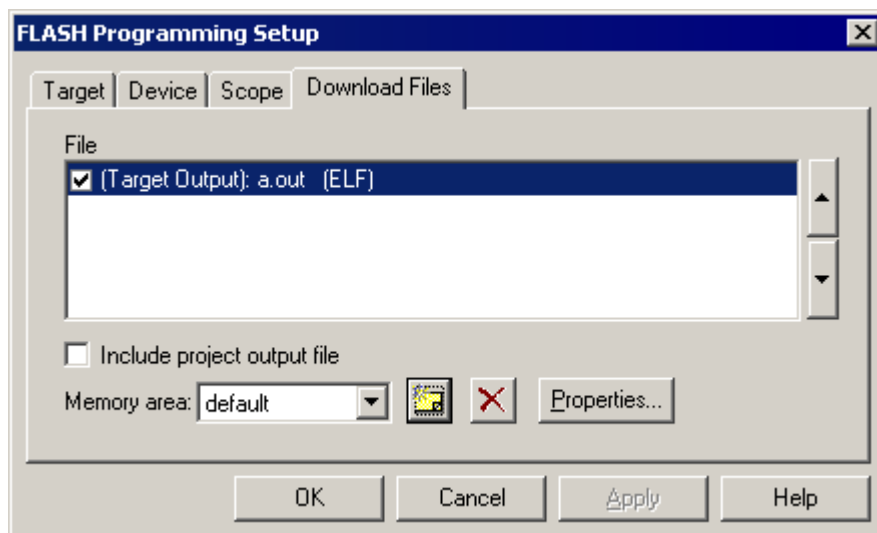 FLASH Programming Setup
Target Device Scope Download Files
File
(Target Output): a.out (ELF)
Include project output file
Memory area: default Properties...
OK Cancel Apply Help